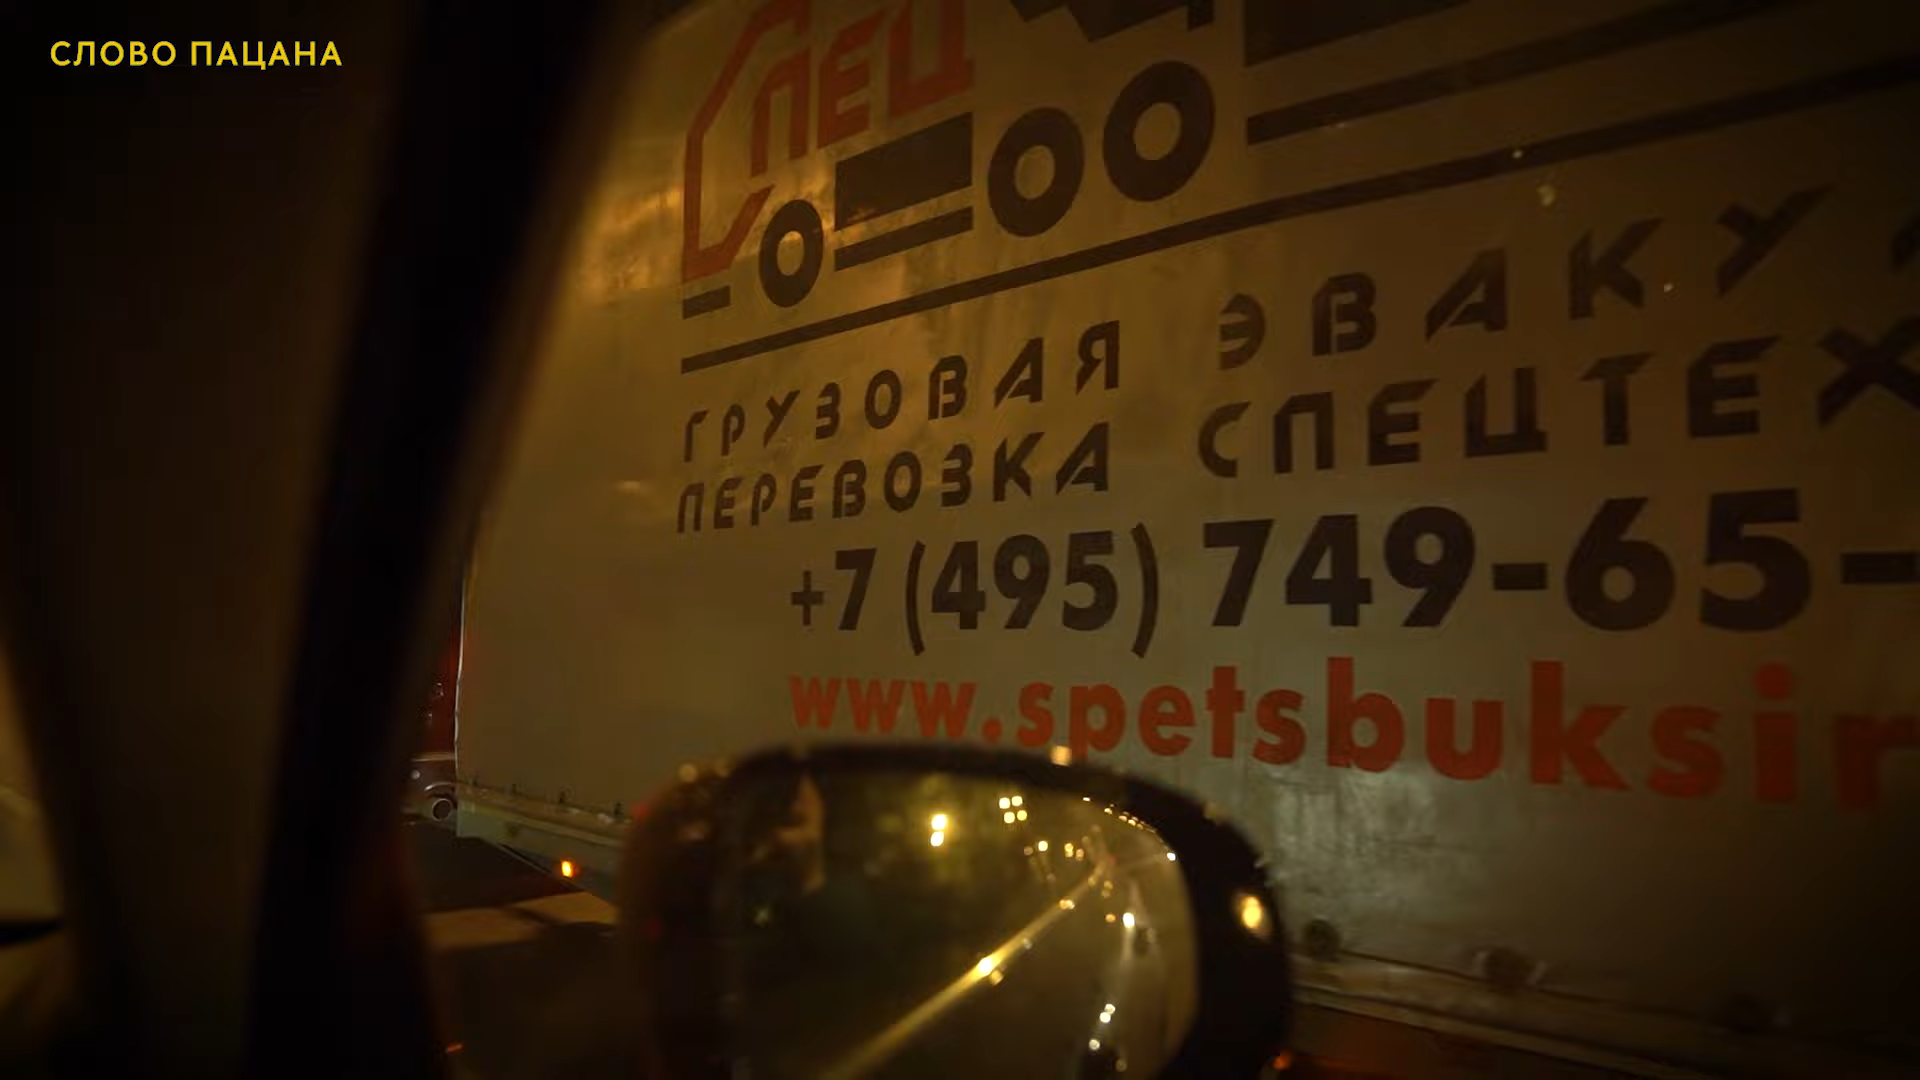 СЛОВО ПАЦАНА
СПЕЦ
ГРУЗОВАЯ ЭВАКУ
ПЕРЕВОЗКА СПЕЦТЕХ
+7 (495) 749-65-
www.spetsbuksir